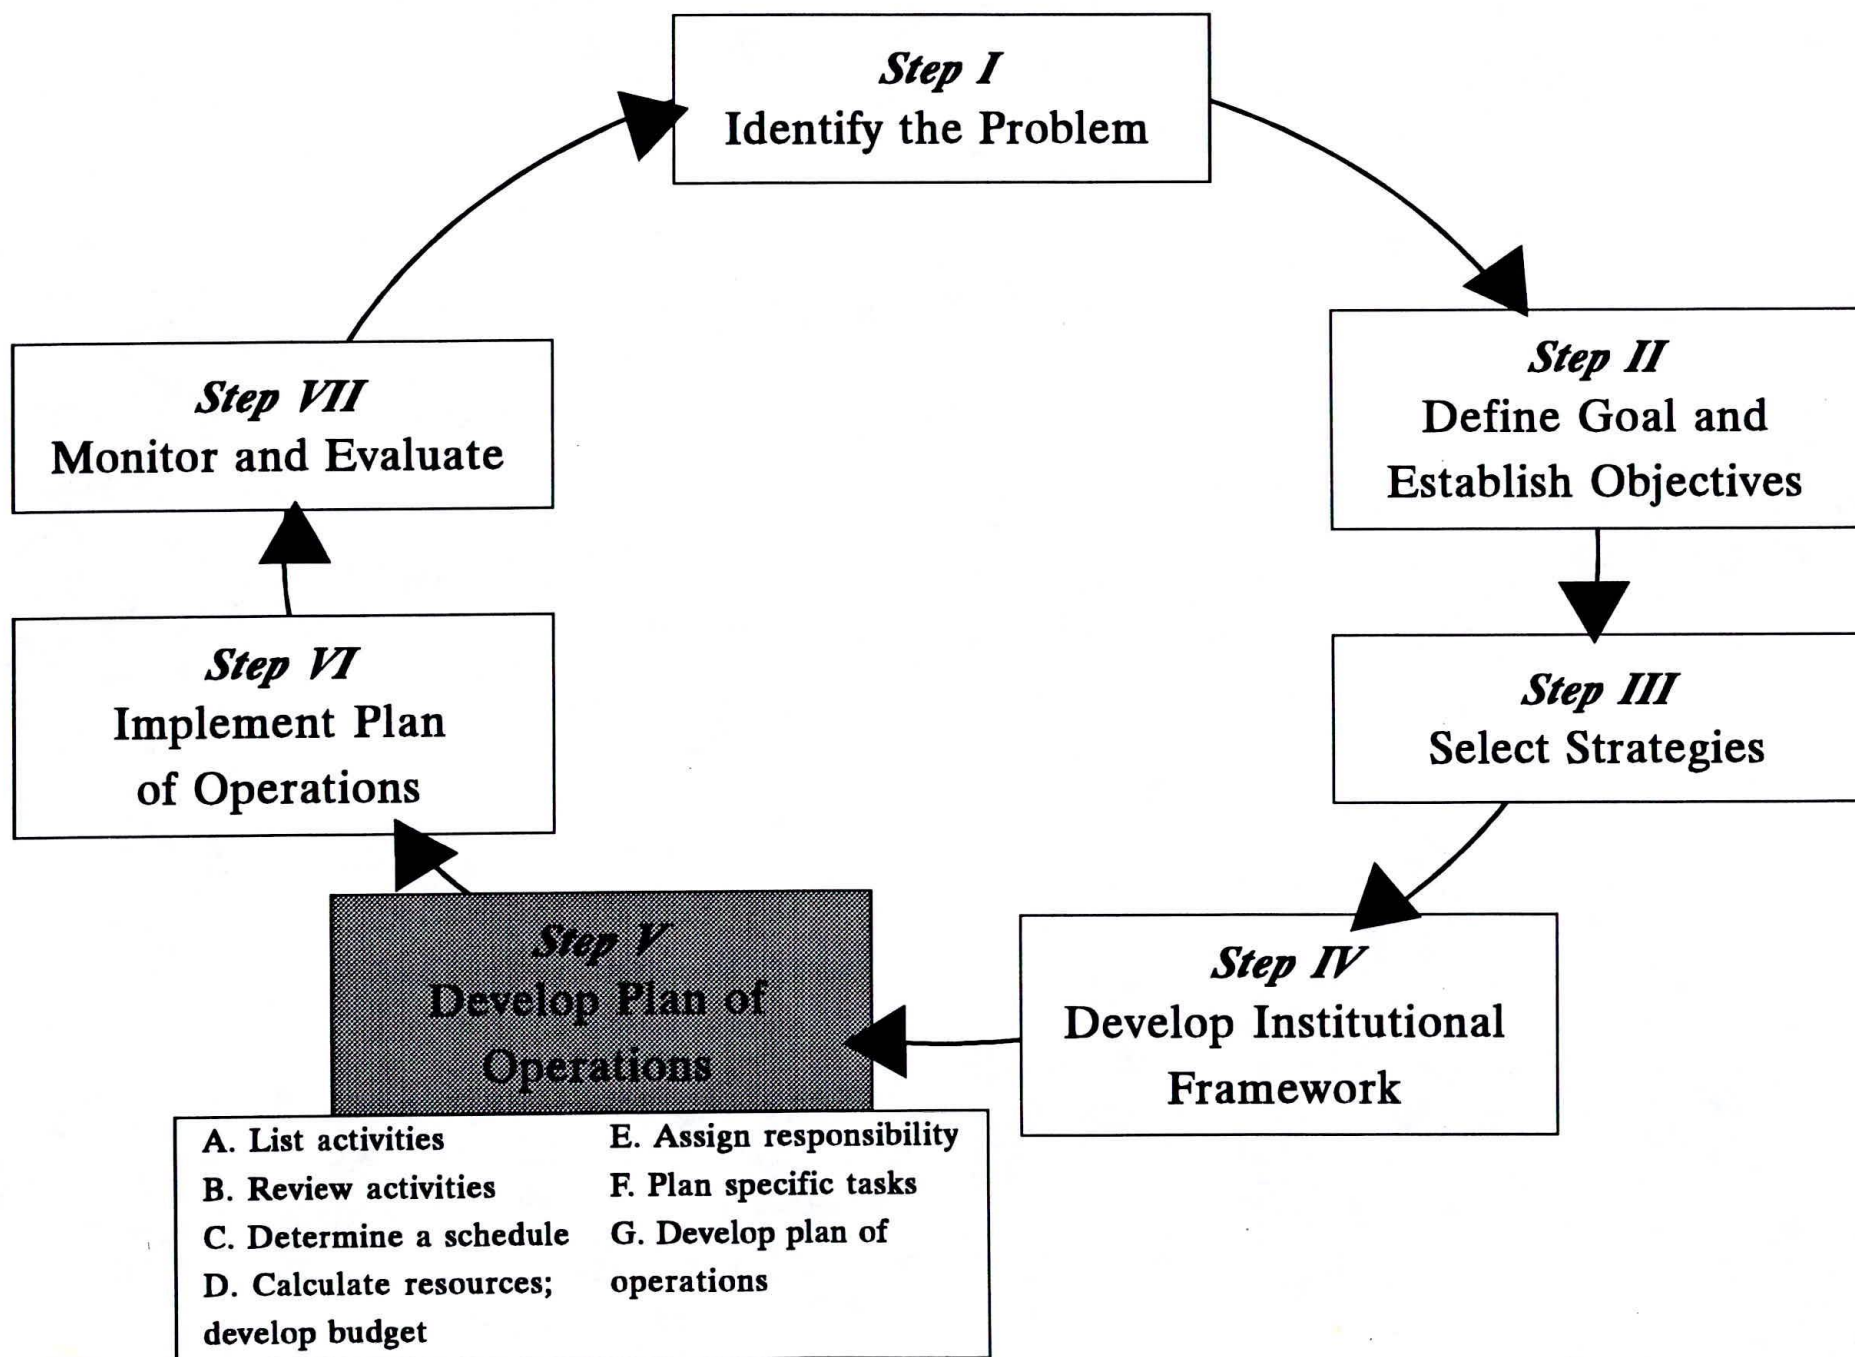 Step I
Identify the Problem
Step II
Define Goal and
Establish Objectives
Step III
Select Strategies
Step IV
Develop Institutional
Framework
Step V
Develop Plan of
Operations
A. List activities
B. Review activities
C. Determine a schedule
D. Calculate resources;
develop budget
E. Assign responsibility
F. Plan specific tasks
G. Develop plan of
operations
Step VI
Implement Plan
of Operations
Step VII
Monitor and Evaluate